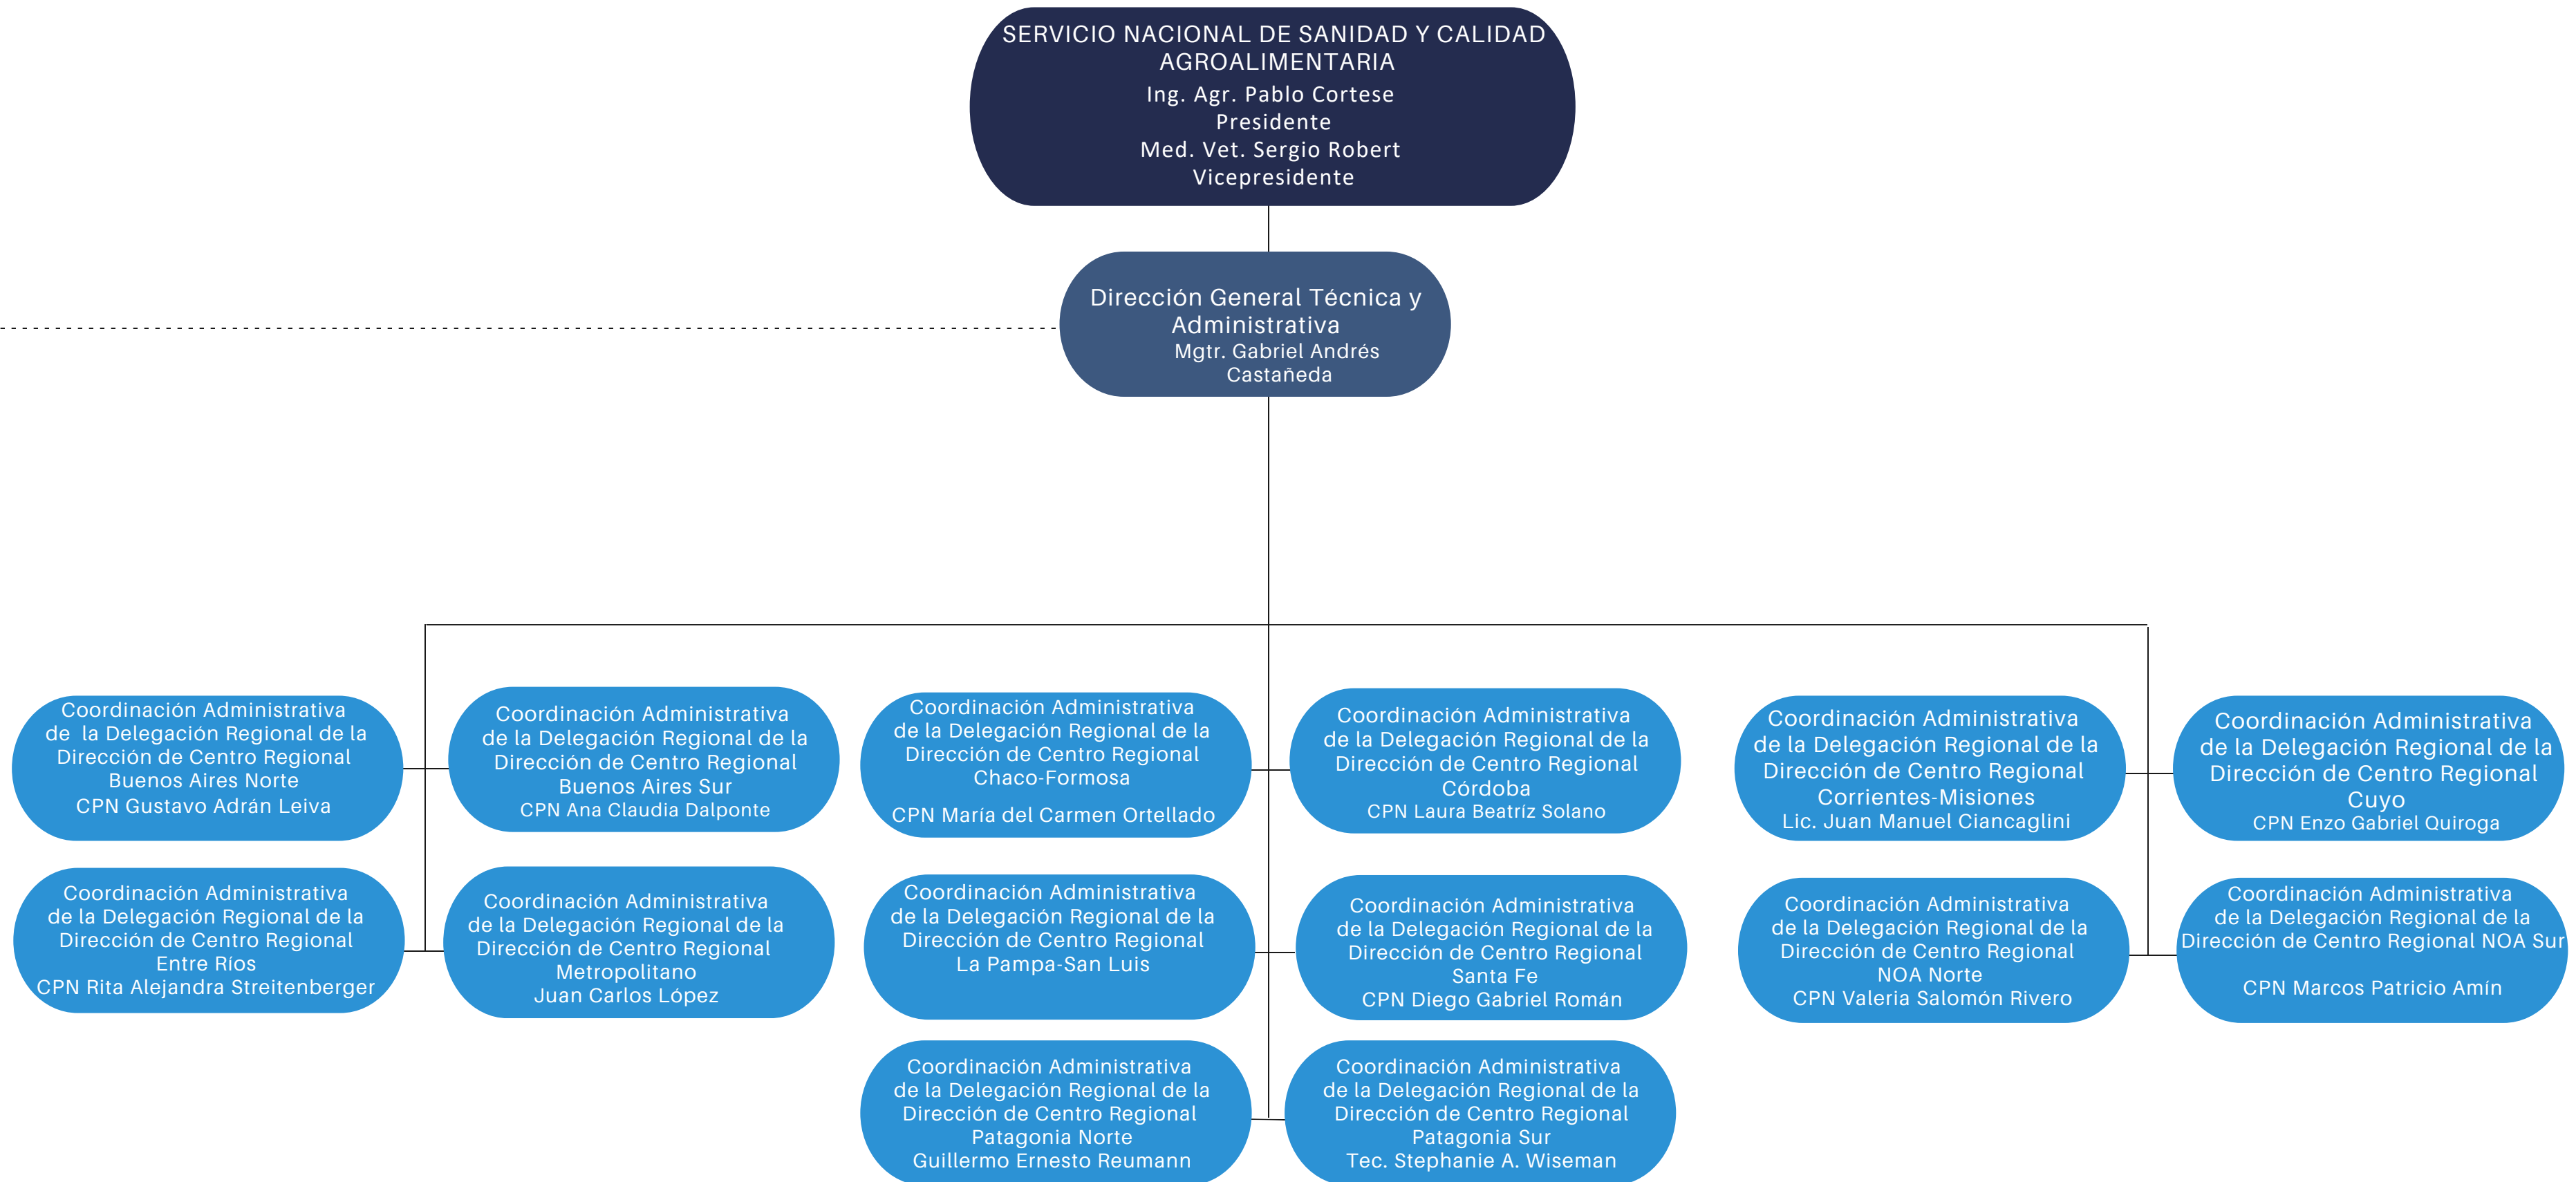 SERVICIO NACIONAL DE SANIDAD Y CALIDAD
AGROALIMENTARIA
Ing. Agr. Pablo Cortese
Presidente
Med. Vet. Sergio Robert
Vicepresidente
Dirección General Técnica y
Administrativa
Mgtr. Gabriel Andrés
Castañeda
Coordinación Administrativa
de la Delegación Regional de la
Dirección de Centro Regional
Buenos Aires Norte
CPN Gustavo Adrán Leiva
Coordinación Administrativa
de la Delegación Regional de la
Dirección de Centro Regional
Buenos Aires Sur
CPN Ana Claudia Dalponte
Coordinación Administrativa
de la Delegación Regional de la
Dirección de Centro Regional
Chaco-Formosa
CPN María del Carmen Ortellado
Coordinación Administrativa
de la Delegación Regional de la
Dirección de Centro Regional
Córdoba
CPN Laura Beatríz Solano
Coordinación Administrativa
de la Delegación Regional de la
Dirección de Centro Regional
Corrientes-Misiones
Lic. Juan Manuel Ciancaglini
Coordinación Administrativa
de la Delegación Regional de la
Dirección de Centro Regional
Cuyo
CPN Enzo Gabriel Quiroga
Coordinación Administrativa
de la Delegación Regional de la
Dirección de Centro Regional
Entre Ríos
CPN Rita Alejandra Streitenberger
Coordinación Administrativa
de la Delegación Regional de la
Dirección de Centro Regional
Metropolitano
Juan Carlos López
Coordinación Administrativa
de la Delegación Regional de la
Dirección de Centro Regional
La Pampa-San Luis
Coordinación Administrativa
de la Delegación Regional de la
Dirección de Centro Regional
Santa Fe
CPN Diego Gabriel Román
Coordinación Administrativa
de la Delegación Regional de la
Dirección de Centro Regional
NOA Norte
CPN Valeria Salomón Rivero
Coordinación Administrativa
de la Delegación Regional de la
Dirección de Centro Regional NOA Sur
CPN Marcos Patricio Amín
Coordinación Administrativa
de la Delegación Regional de la
Dirección de Centro Regional
Patagonia Norte
Guillermo Ernesto Reumann
Coordinación Administrativa
de la Delegación Regional de la
Dirección de Centro Regional
Patagonia Sur
Tec. Stephanie A. Wiseman